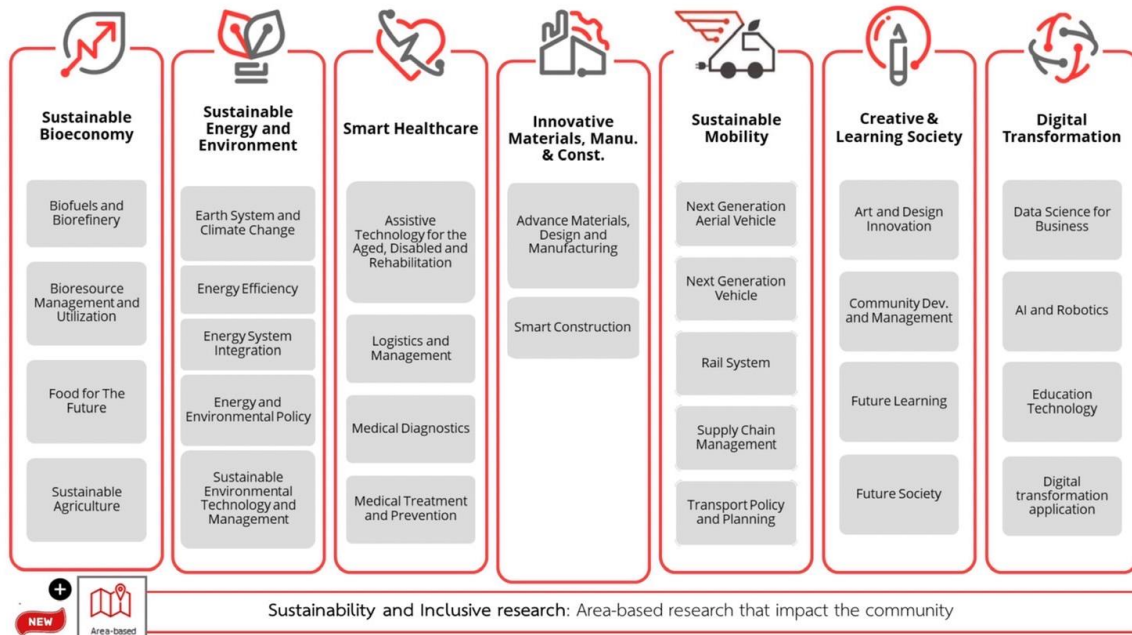 Sustainable
Bioeconomy
Biofuels and
Biorefinery
Bioresource
Management and
Utilization
Food for The
Future
Sustainable
Agriculture
Sustainable
Energy and
Environment
Earth System and
Climate Change
Energy Efficiency
Energy System
Integration
Energy and
Environmental Policy
Sustainable
Environmental
Technology and
Management
Smart Healthcare
Assistive
Technology for the
Aged, Disabled and
Rehabilitation
Logistics and
Management
Medical Diagnostics
Medical Treatment
and Prevention
Innovative
Materials, Manu.
& Const.
Advance Materials,
Design and
Manufacturing
Smart Construction
Sustainable
Mobility
Next Generation
Aerial Vehicle
Next Generation
Vehicle
Rail System
Supply Chain
Management
Transport Policy
and Planning
Creative &
Learning Society
Art and Design
Innovation
Community Dev.
and Management
Future Learning
Future Society
Digital
Transformation
Data Science for
Business
AI and Robotics
Education
Technology
Digital
transformation
application
NEW
Area-based
Sustainability and Inclusive research: Area-based research that impact the community